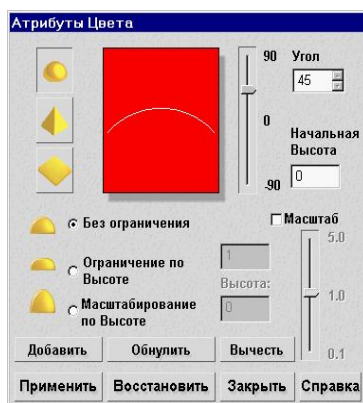 Атрибуты Цвета
90
0
-90
Угол
45
Начальная
Высота
0
Без ограничения
Ограничение по
Высоте
Масштабирование
по Высоте
1
Высота:
0
Масштаб
5.0
1.0
0.1
Добавить
Обнулить
Вычесть
Применить
Восстановить
Закрыть
Справка